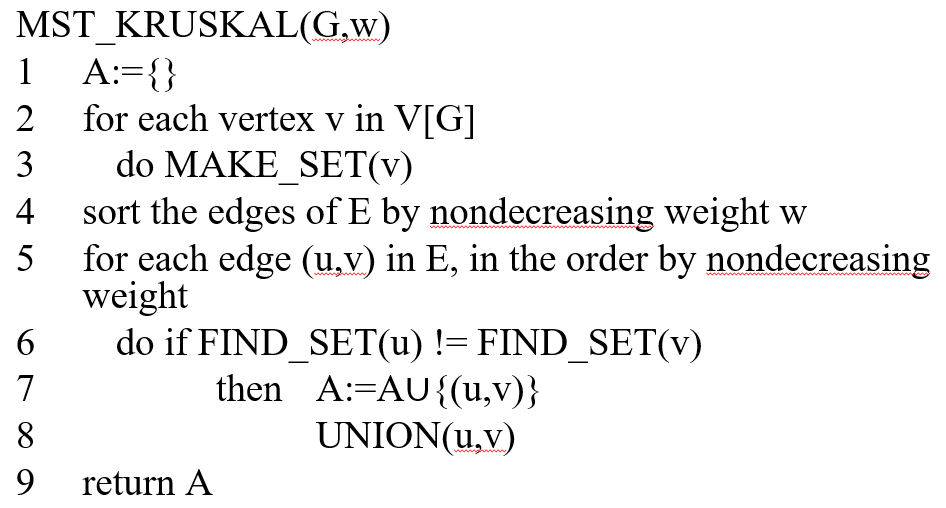 MST_KRUSKAL(G,w)
1 A:={}
2 for each vertex v in V[G]
3 do MAKE_SET(v)
4 sort the edges of E by nondecreasing weight w
5 for each edge (u,v) in E, in the order by nondecreasing
weight
6 do if FIND_SET(u) != FIND_SET(v)
7 then A:=A∪{(u,v)}
8 UNION(u,v)
9 return A